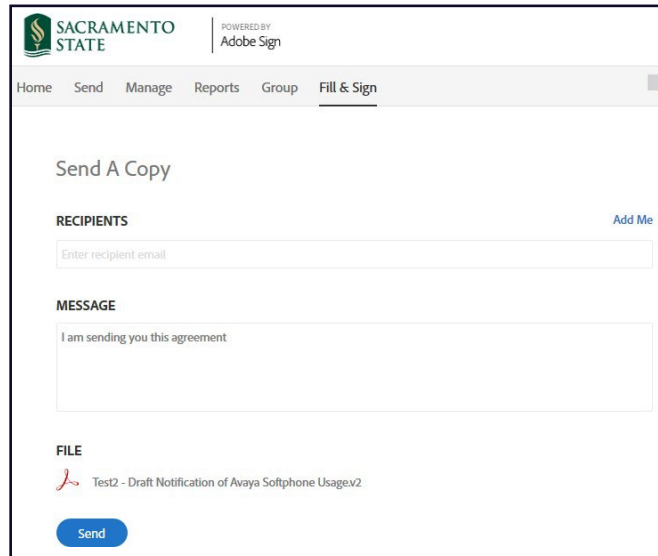 SACRAMENTO
STATE
POWERED BY
Adobe Sign
Home Send Manage Reports Group Fill & Sign
Send A Copy
RECIPIENTS Add Me
Enter recipient email
MESSAGE
I am sending you this agreement
FILE
Test2 - Draft Notification of Avaya Softphone Usage.v2
Send